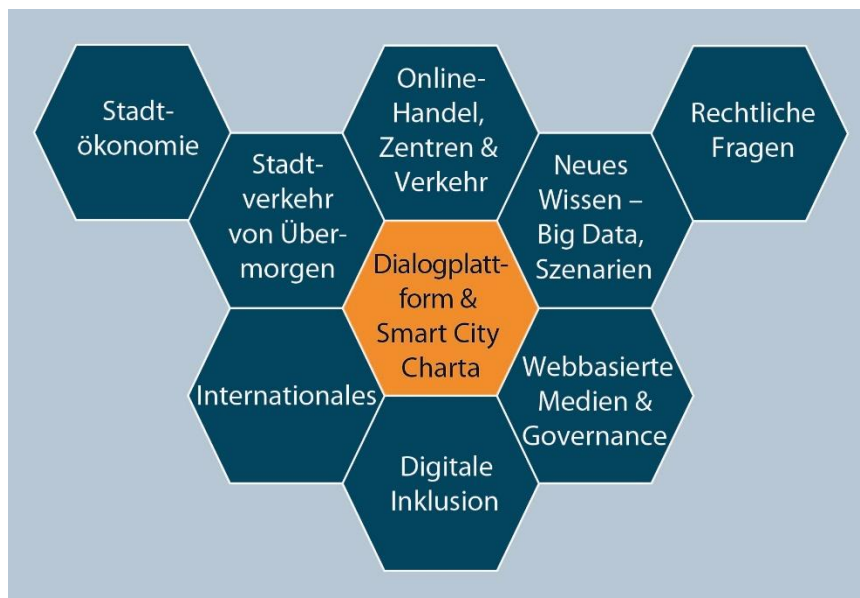 Stadt-
ökonomie
Stadt-
verkehr
von Über-
morgen
Online-
Handel,
Zentren &
Verkehr
Neues
Wissen –
Big Data,
Szenarien
Rechtliche
Fragen
Dialogplatt-
form &
Smart City
Charta
Internationales
Webbasierte
Medien &
Governance
Digitale
Inklusion